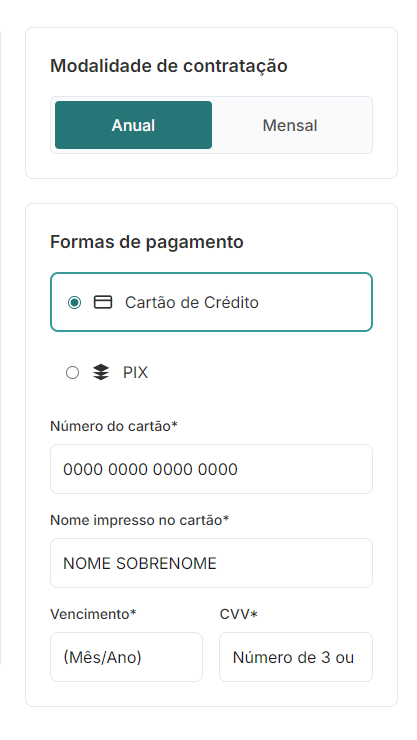 Modalidade de contratação
Anual Mensal
Formas de pagamento
Cartão de Crédito
PIX
Número do cartão*
0000 0000 0000 0000
Nome impresso no cartão*
NOME SOBRENOME
Vencimento* CVV*
(Mês/Ano) Número de 3 ou